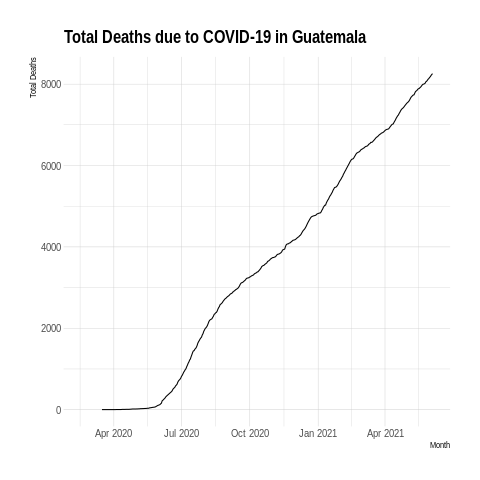 Total Deaths due to COVID-19 in Guatemala
Total Deaths
8000
6000
4000
2000
0
Apr 2020 Jul 2020 Oct 2020 Jan 2021 Apr 2021
Month